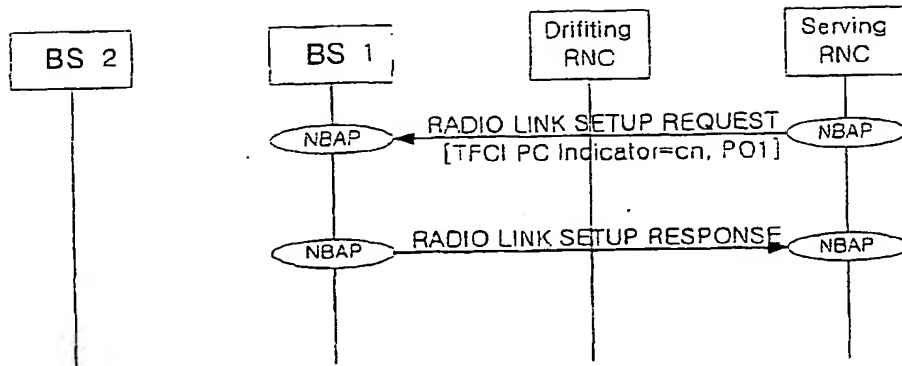 BS 2
BS 1
Drifiting
RNC
Serving
RNC
NBAP
RADIO LINK SETUP REQUEST
[TFCI PC Indicator=cn, PO1]
NBAP
NBAP
RADIO LINK SETUP RESPONSE
NBAP